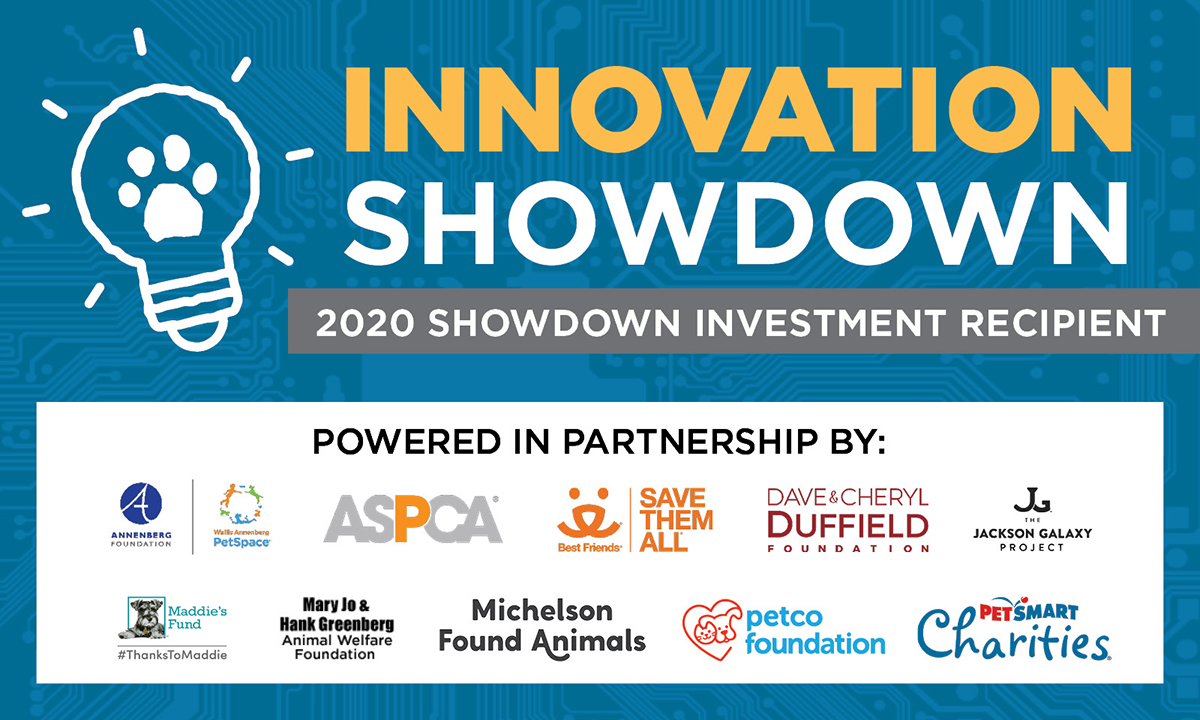 INNOVATION
SHOWDOWN
2020 SHOWDOWN INVESTMENT RECIPIENT
POWERED IN PARTNERSHIP BY:
A
ANNENBERG
FOUNDATION
Wallis Annenberg
PetSpace
ASPCA®
Best Friends®
SAVE
THEM
ALL®
DAVE & CHERYL
DUFFIELD
FOUNDATION
JG
THE
JACKSON GALAXY
PROJECT
Maddie's
Fund
#ThanksToMaddie
Mary Jo &
Hank Greenberg
Animal Welfare
Foundation
Michelson
Found Animals
petco
foundation
PETSMART
Charities®